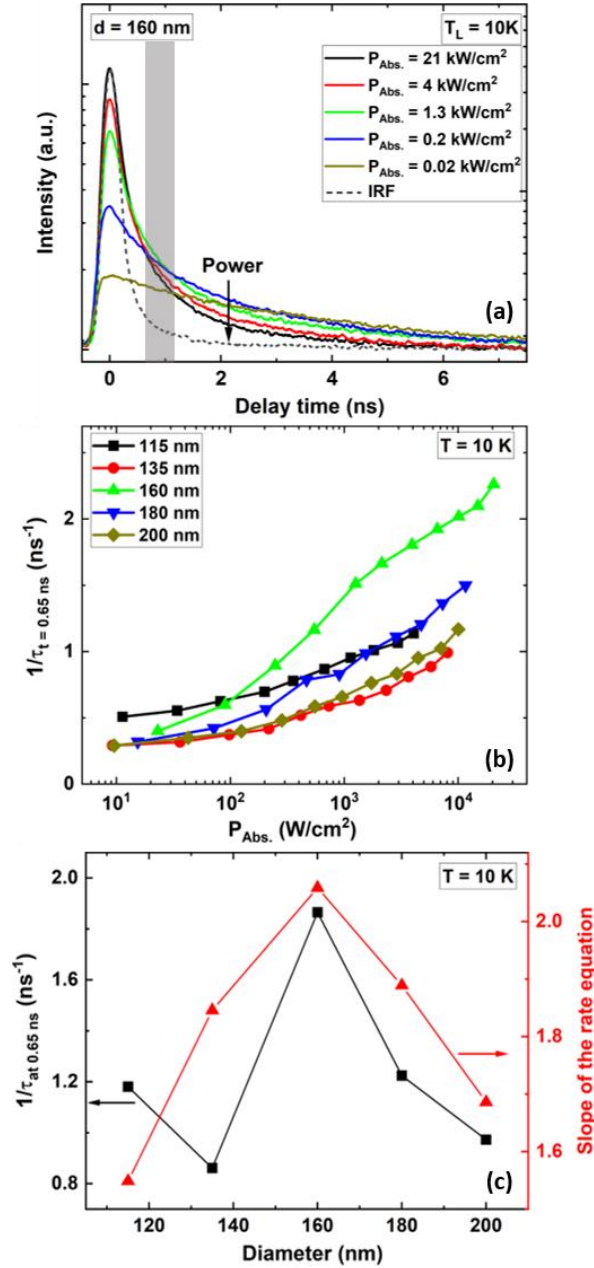 d = 160 nm
T_L = 10K
P_Abs. = 21 kW/cm²
P_Abs. = 4 kW/cm²
P_Abs. = 1.3 kW/cm²
P_Abs. = 0.2 kW/cm²
P_Abs. = 0.02 kW/cm²
IRF
Power
(a)
Intensity (a.u.)
0 2 4 6
Delay time (ns)
115 nm
135 nm
160 nm
180 nm
200 nm
T = 10 K
1/τ_t = 0.65 ns (ns⁻¹)
2
1
0
(b)
10¹ 10² 10³ 10⁴
P_Abs. (W/cm²)
T = 10 K
1/τ_at 0.65 ns (ns⁻¹)
2.0
1.6
1.2
0.8
Slope of the rate equation
2.0
1.8
1.6
(c)
120 140 160 180 200
Diameter (nm)